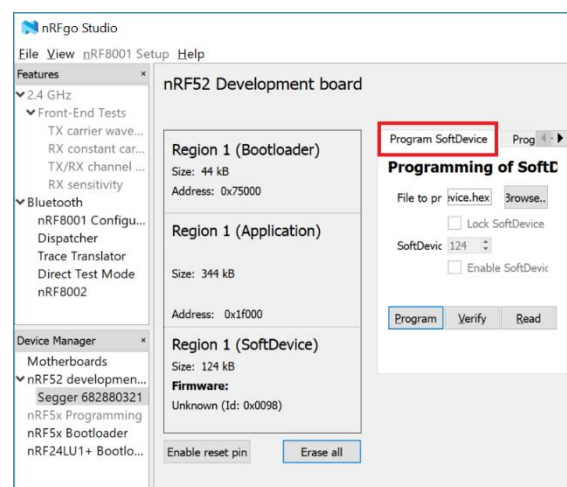 nRFgo Studio
File View nRF8001 Setup Help
Features ×
2.4 GHz
Front-End Tests
TX carrier wave...
RX constant car...
TX/RX channel ...
RX sensitivity
Bluetooth
nRF8001 Configu...
Dispatcher
Trace Translator
Direct Test Mode
nRF8002
Device Manager ×
Motherboards
nRF52 developmen...
Segger 682880321
nRF5x Programming
nRF5x Bootloader
nRF24LU1+ Bootlo...
nRF52 Development board
Region 1 (Bootloader)
Size: 44 kB
Address: 0x75000
Region 1 (Application)
Size: 344 kB
Address: 0x1f000
Region 1 (SoftDevice)
Size: 124 kB
Firmware:
Unknown (Id: 0x0098)
Enable reset pin Erase all
Program SoftDevice Prog
Programming of SoftD
File to pr vice.hex Browse..
Lock SoftDevice
SoftDevic 124
Enable SoftDevic
Program Verify Read